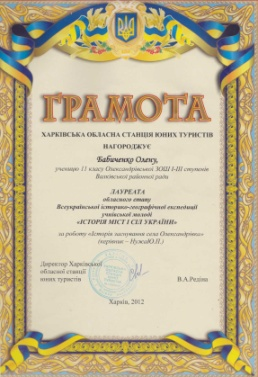 ГРАМОТА
ХАРКІВСЬКА ОБЛАСНА СТАНЦІЯ ЮНИХ ТУРИСТІВ
НАГОРОДЖУЄ
Бабиченко Олену,
ученицю 11 класу Олександрівської ЗОШ І-ІІІ ступенів
Валківської районної ради
ЛАУРЕАТА
обласного етапу
Всеукраїнської історико-географічної експедиції
учнівської молоді
«ІСТОРІЯ МІСТ І СІЛ УКРАЇНИ»
за роботу «Історія заснування села Олександрівка»
(керівник – Нужна
Директор Харківської
обласної станції
юних туристів
В.А.Редіна
Харків, 2012